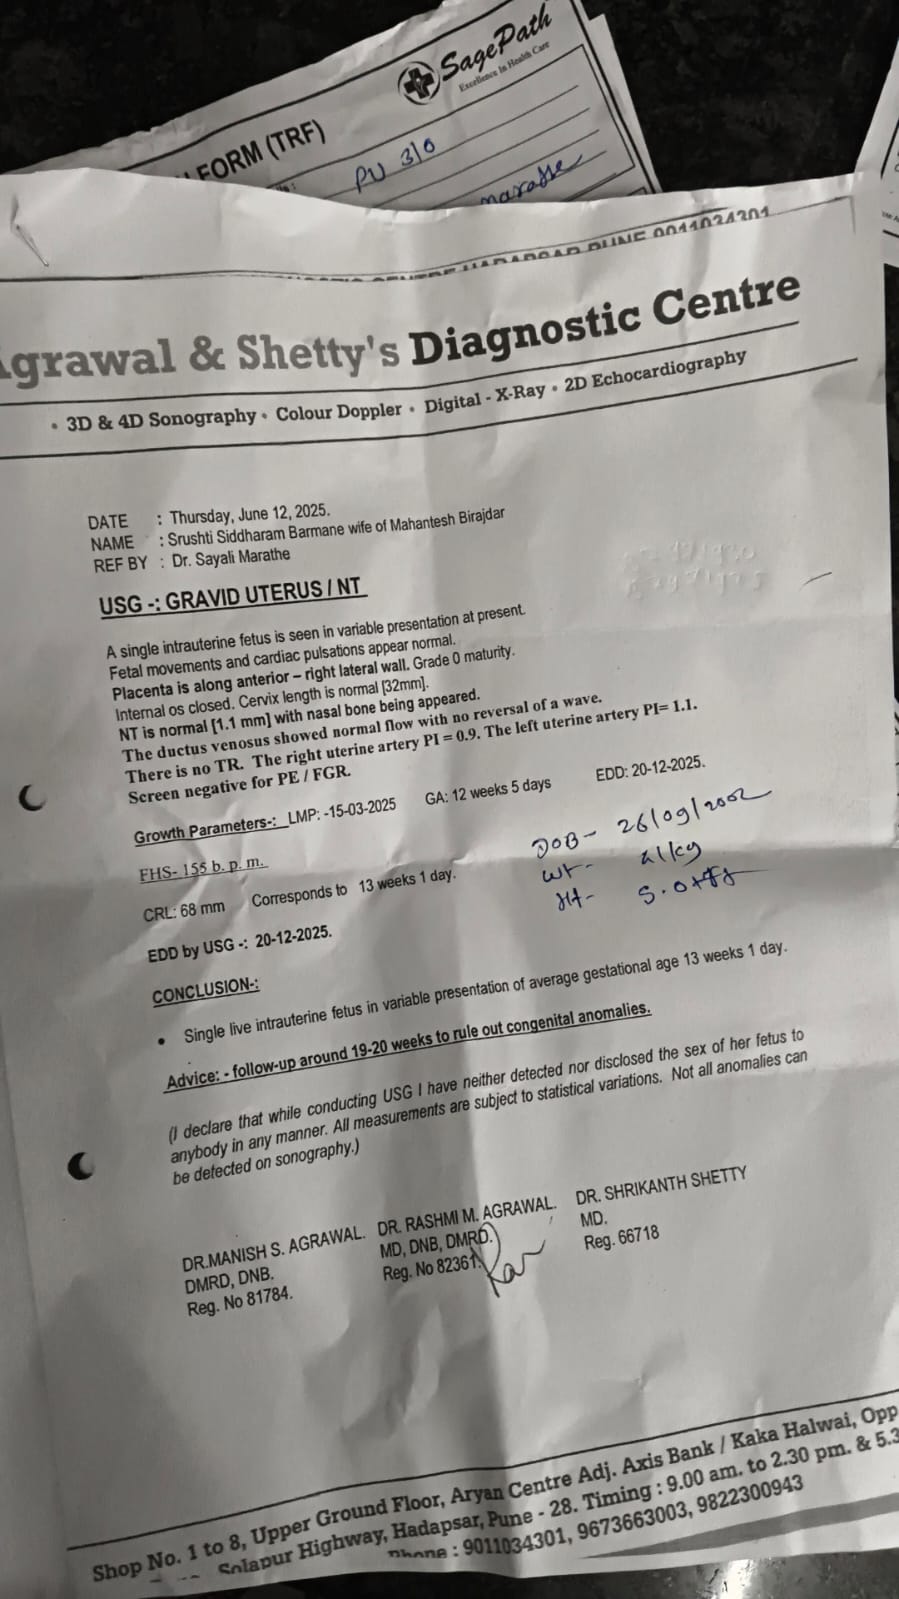 SagePath
Excellence In Health Care
FORM (TRF)
PU 310
marathe
Agrawal & Shetty's Diagnostic Centre
• 3D & 4D Sonography • Colour Doppler • Digital - X-Ray • 2D Echocardiography
DATE : Thursday, June 12, 2025.
NAME : Srushti Siddharam Barmane wife of Mahantesh Birajdar
REF BY : Dr. Sayali Marathe
USG -: GRAVID UTERUS / NT
A single intrauterine fetus is seen in variable presentation at present.
Fetal movements and cardiac pulsations appear normal.
Placenta is along anterior – right lateral wall. Grade 0 maturity.
Internal os closed. Cervix length is normal [32mm].
NT is normal [1.1 mm] with nasal bone being appeared.
The ductus venosus showed normal flow with no reversal of a wave.
There is no TR. The right uterine artery PI = 0.9. The left uterine artery PI= 1.1.
Screen negative for PE / FGR.
Growth Parameters-: LMP: -15-03-2025 GA: 12 weeks 5 days EDD: 20-12-2025.
FHS- 155 b. p. m.
DOB- 26/09/2002
wt- 41kg
Ht-
CRL: 68 mm Corresponds to 13 weeks 1 day.
EDD by USG -: 20-12-2025.
CONCLUSION-:
• Single live intrauterine fetus in variable presentation of average gestational age 13 weeks 1 day.
Advice: - follow-up around 19-20 weeks to rule out congenital anomalies.
(I declare that while conducting USG I have neither detected nor disclosed the sex of her fetus to
anybody in any manner. All measurements are subject to statistical variations. Not all anomalies can
be detected on sonography.)
DR.MANISH S. AGRAWAL. DR. RASHMI M. AGRAWAL. DR. SHRIKANTH SHETTY
DMRD, DNB. MD, DNB, DMRD. MD.
Reg. No 81784. Reg. No 82361. Reg. 66718
Shop No. 1 to 8, Upper Ground Floor, Aryan Centre Adj. Axis Bank / Kaka Halwai, Opp
Solapur Highway, Hadapsar, Pune - 28. Timing : 9.00 am. to 2.30 pm. & 5.3
Phone : 9011034301, 9673663003, 9822300943